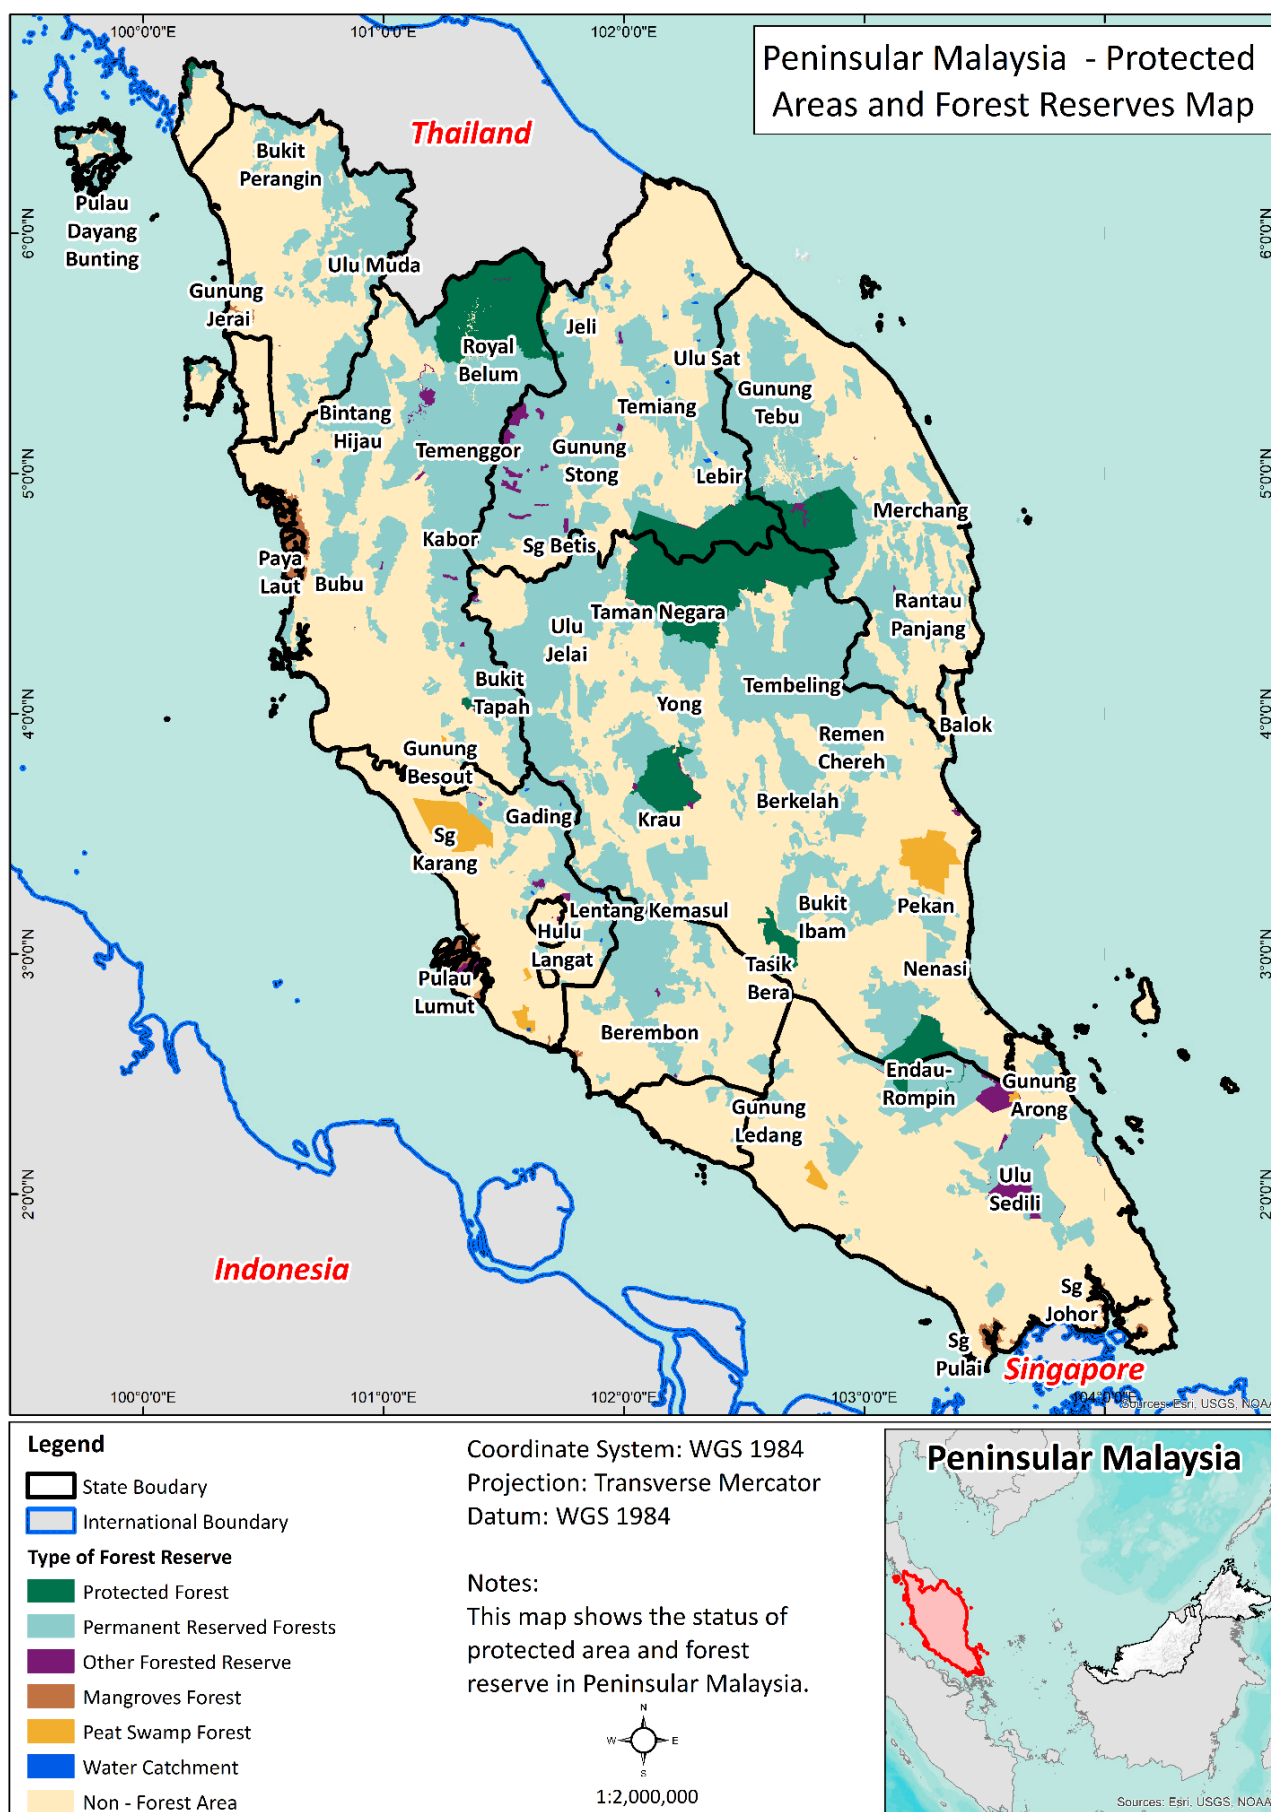 100°0'0"E
101°0'0"E
102°0'0"E
Peninsular Malaysia - Protected
Areas and Forest Reserves Map
Thailand
Bukit
Perangin
Pulau
Dayang
Bunting
6°0'0"N
6°0'0"N
Ulu Muda
Gunung
Jerai
Royal
Belum
Jeli
Ulu Sat
Gunung
Tebu
Bintang
Hijau
Temiang
Temenggor
Gunung
Stong
Lebir
5°0'0"N
5°0'0"N
Merchang
Kabor
Sg Betis
Paya
Laut
Bubu
Taman Negara
Rantau
Panjang
Ulu
Jelai
Bukit
Tapah
Tembeling
Yong
4°0'0"N
4°0'0"N
Balok
Remen
Chereh
Gunung
Besout
Berkelah
Gading
Krau
Sg
Karang
Lentang
Kemasul
Bukit
Ibam
Pekan
Hulu
Langat
3°0'0"N
3°0'0"N
Tasik
Bera
Nenasi
Pulau
Lumut
Berembon
Endau-
Rompin
Gunung
Arong
Gunung
Ledang
Ulu
Sedili
2°0'0"N
2°0'0"N
Indonesia
Sg
Johor
Sg
Pulai
Singapore
100°0'0"E
101°0'0"E
102°0'0"E
103°0'0"E
104°0'0"E
Sources: Esri, USGS, NOAA
Legend
State Boudary
International Boundary
Type of Forest Reserve
Protected Forest
Permanent Reserved Forests
Other Forested Reserve
Mangroves Forest
Peat Swamp Forest
Water Catchment
Non - Forest Area
Coordinate System: WGS 1984
Projection: Transverse Mercator
Datum: WGS 1984
Notes:
This map shows the status of
protected area and forest
reserve in Peninsular Malaysia.
N
W
E
S
1:2,000,000
Peninsular Malaysia
Sources: Esri, USGS, NOAA